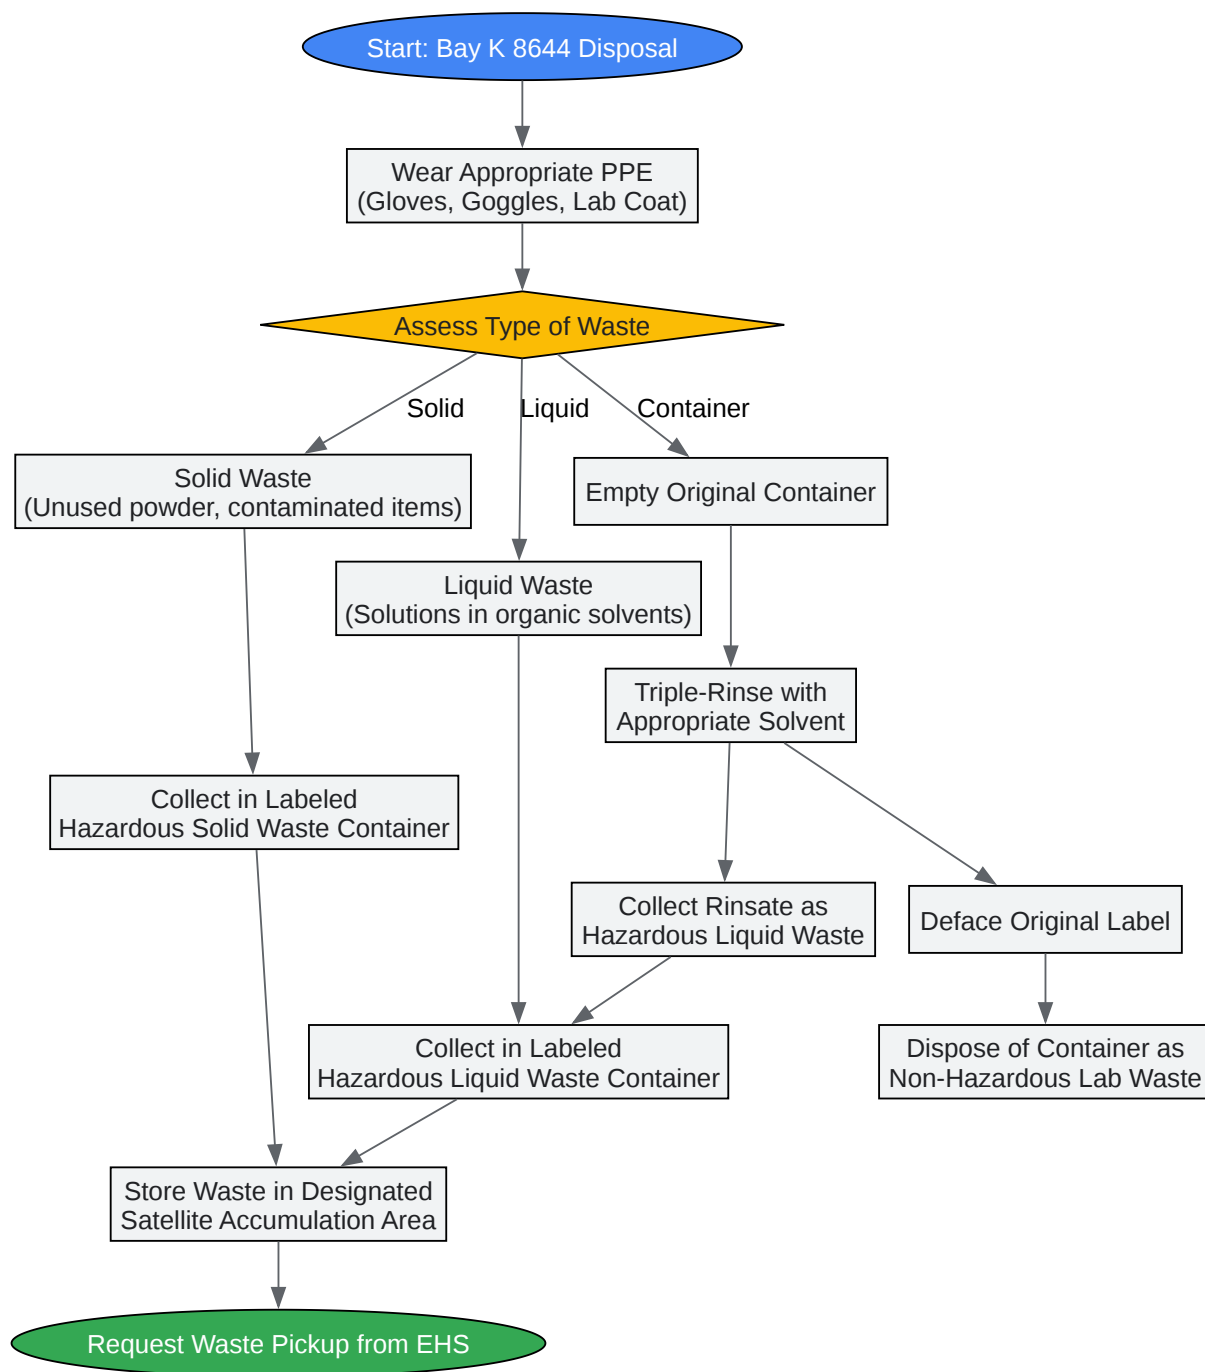 Start: Bay K 8644 Disposal
Wear Appropriate PPE
(Gloves, Goggles, Lab Coat)
Assess Type of Waste
Solid
Liquid
Container
Solid Waste
(Unused powder, contaminated items)
Empty Original Container
Liquid Waste
(Solutions in organic solvents)
Triple-Rinse with
Appropriate Solvent
Collect in Labeled
Hazardous Solid Waste Container
Collect Rinsate as
Hazardous Liquid Waste
Deface Original Label
Collect in Labeled
Hazardous Liquid Waste Container
Dispose of Container as
Non-Hazardous Lab Waste
Store Waste in Designated
Satellite Accumulation Area
Request Waste Pickup from EHS